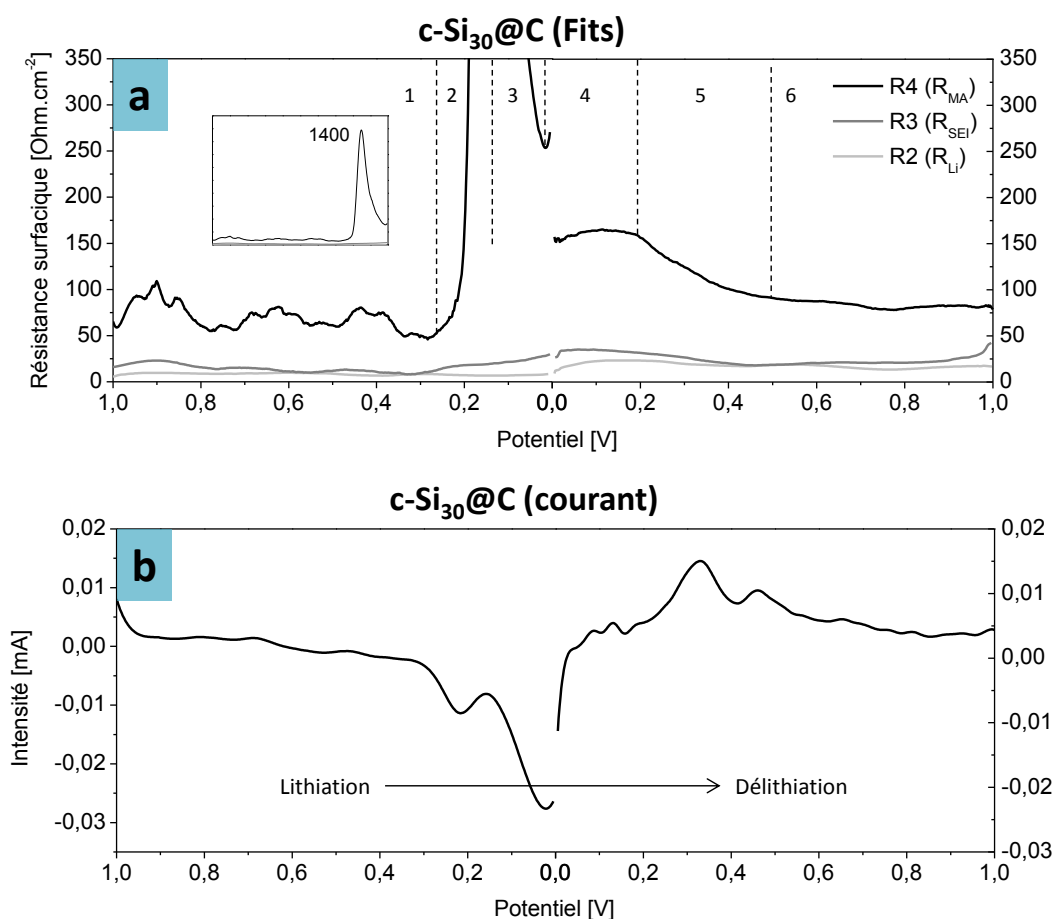 c-Si30@C (Fits)
a
1 2 3 4 5 6
R4 (RMA)
R3 (RSEI)
R2 (RLi)
1400
Résistance surfacique [Ohm.cm-2]
350 350
300 300
250 250
200 200
150 150
100 100
50 50
0 0
1,0 0,8 0,6 0,4 0,2 0,0 0,0 0,2 0,4 0,6 0,8 1,0
Potentiel [V]
c-Si30@C (courant)
b
Intensité [mA]
0,02 0,02
0,01 0,01
0,00 0,00
-0,01 -0,01
-0,02 -0,02
-0,03 -0,03
Lithiation Délithiation
1,0 0,8 0,6 0,4 0,2 0,0 0,0 0,2 0,4 0,6 0,8 1,0
Potentiel [V]